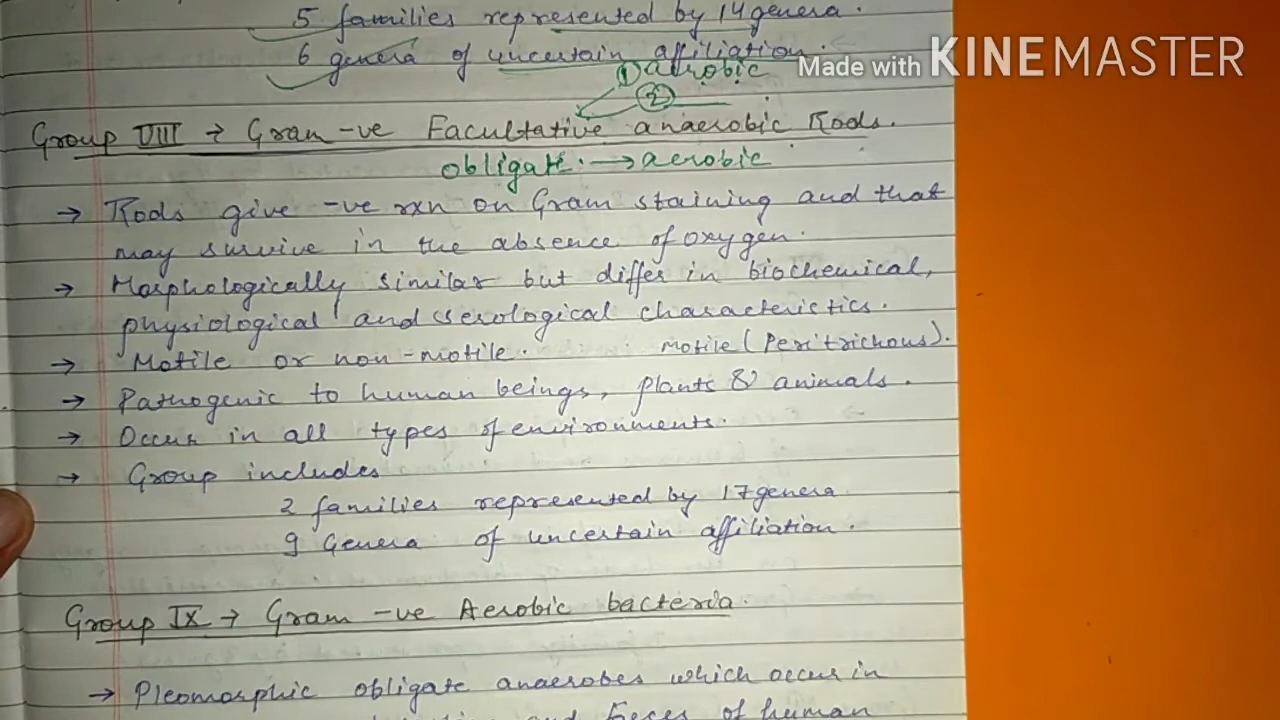 5 families represented by 14 genera.
6 genera of uncertain affiliation.
① aerobic
Made with KINEMASTER
②
Group VIII → Gram -ve Facultative anaerobic Rods.
obligate → aerobic
→ Rods give -ve rxn on Gram staining and that
may survive in the absence of oxygen.
→ Morphologically similar but differ in biochemical,
physiological and serological characteristics.
→ Motile or non-motile. motile (Peritrichous).
→ Pathogenic to human beings, plants & animals.
→ Occur in all types of environments.
→ Group includes
2 families represented by 17 genera
9 Genera of uncertain affiliation.
Group IX → Gram -ve Aerobic bacteria.
→ Pleomorphic obligate anaerobes which occur in
and feces of human